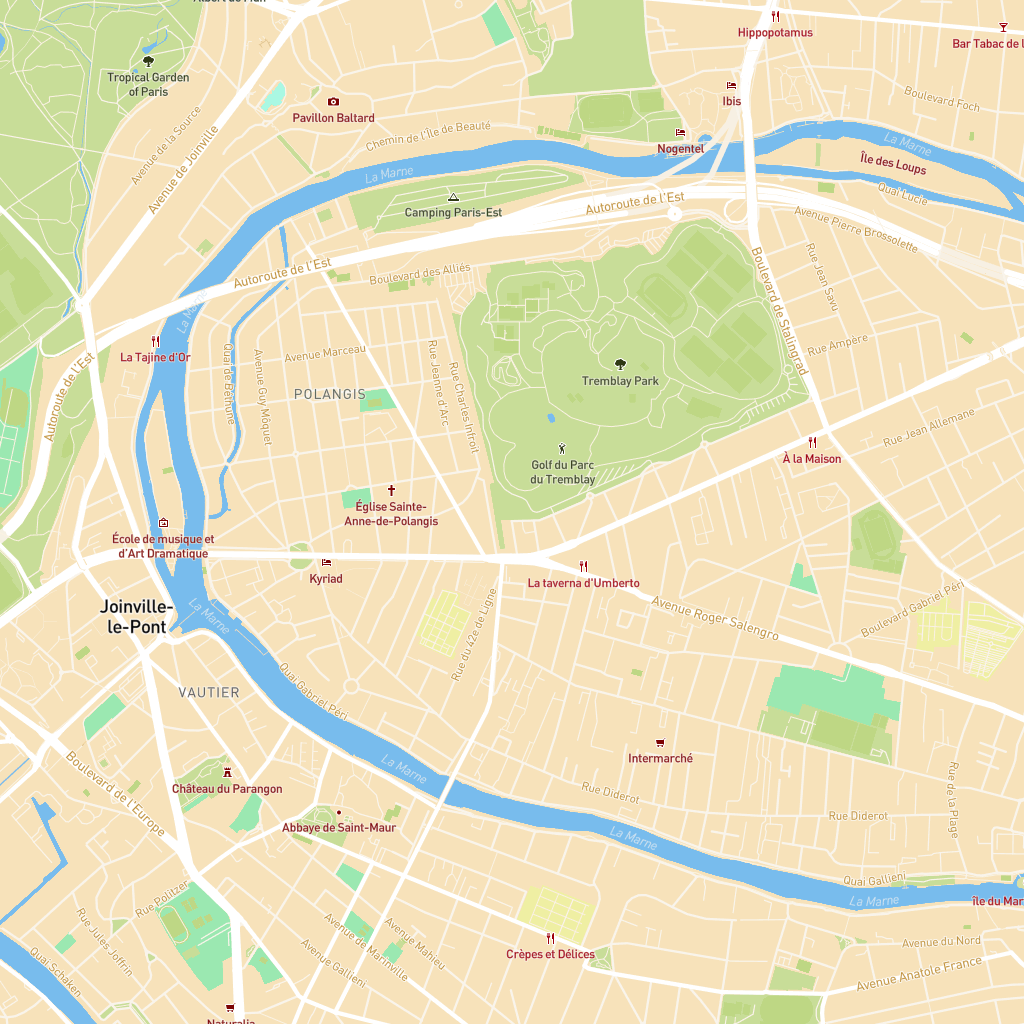 Hippopotamus
Bar Tabac de l
Tropical Garden
of Paris
Ibis
Boulevard Foch
Pavillon Baltard
Avenue de la Source
Avenue de Joinville
Chemin de l'Île de Beauté
Nogentel
La Marne
La Marne
Île des Loups
Quai Lucie
Camping Paris-Est
Autoroute de l'Est
Avenue Pierre Brossolette
Autoroute de l'Est
Boulevard des Alliés
Rue Jean Savu
Boulevard de Stalingrad
La Marne
La Tajine d'Or
Quai de Béthune
Avenue Guy Môquet
Avenue Marceau
Rue Jeanne d'Arc
Rue Charles Infroit
Rue Ampère
Tremblay Park
Autoroute de l'Est
POLANGIS
Rue Jean Allemane
À la Maison
Golf du Parc
du Tremblay
Église Sainte-
Anne-de-Polangis
École de musique et
d'Art Dramatique
Kyriad
La taverna d'Umberto
Joinville-
le-Pont
La Marne
Rue du 42e de Ligne
Avenue Roger Salengro
Boulevard Gabriel Péri
VAUTIER
Quai Gabriel Péri
Intermarché
La Marne
Château du Parangon
Boulevard de l'Europe
Rue Diderot
Rue Diderot
Rue de la Plage
Abbaye de Saint-Maur
La Marne
Quai Gallieni
La Marne
île du Mar
Rue Politzer
Rue Jules Joffrin
Avenue de Marinville
Avenue Mahieu
Avenue Gallieni
Crèpes et Délices
Avenue du Nord
Avenue Anatole France
Quai Schaken
Naturalia